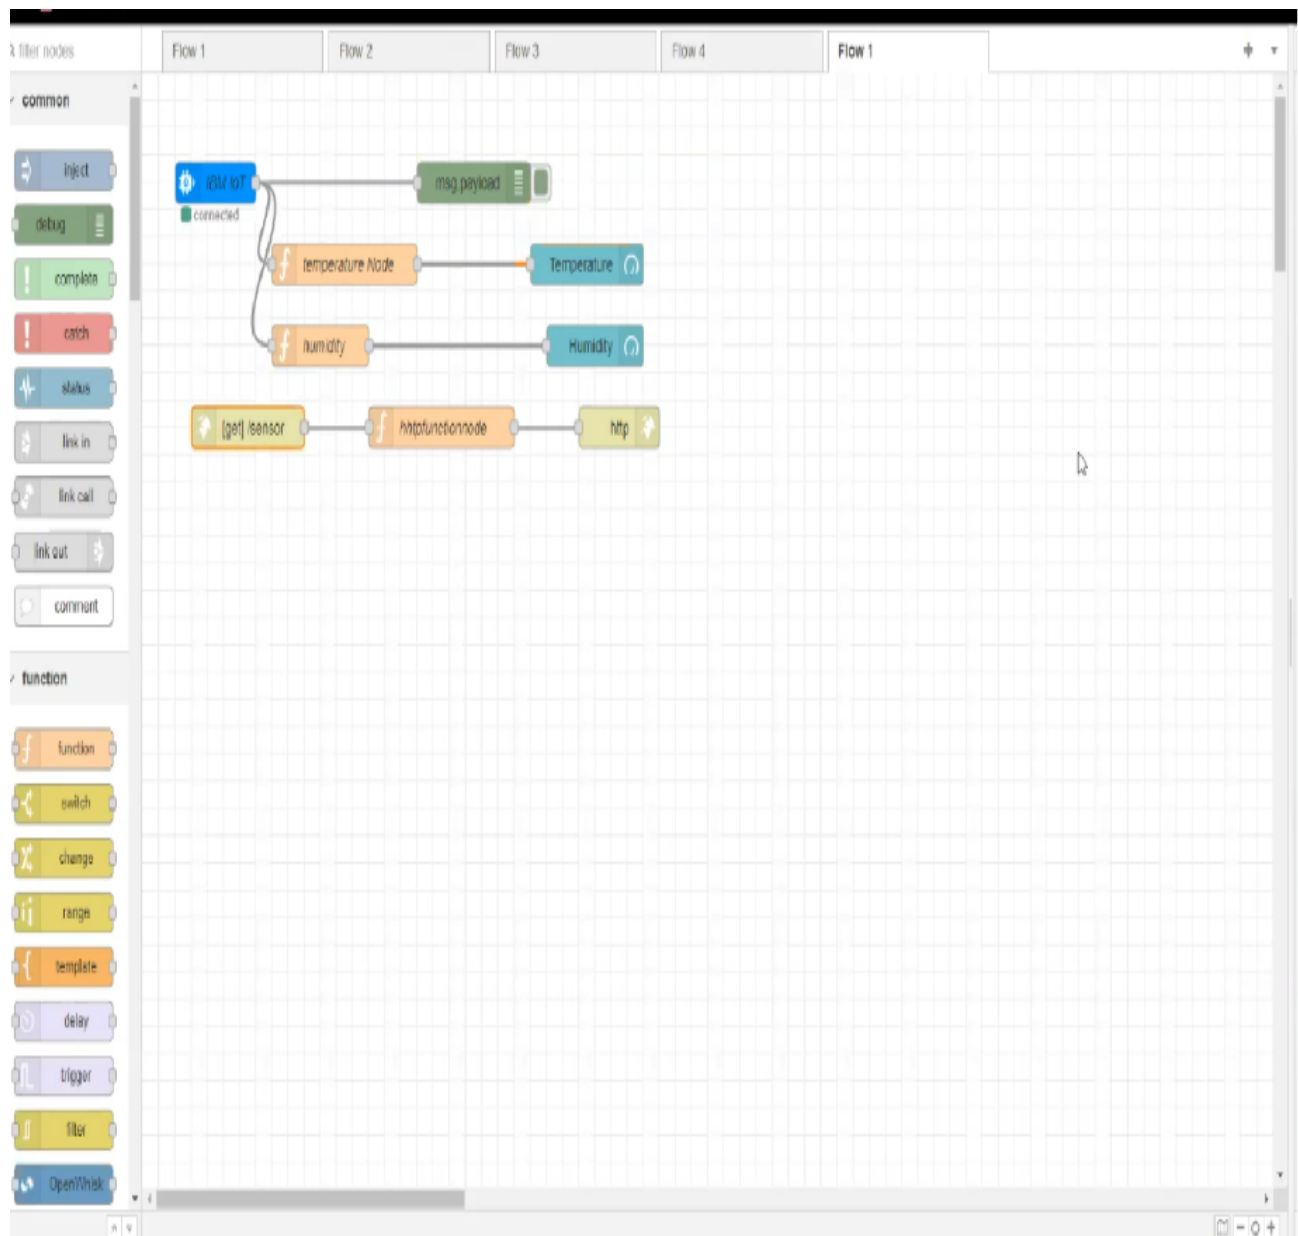 filter nodes
Flow 1
Flow 2
Flow 3
Flow 4
Flow 1
common
inject
debug
complete
catch
status
link in
link call
link out
comment
function
function
switch
change
range
template
delay
trigger
filter
OpenWhisk
IBM IoT
connected
msg.payload
temperature Node
Temperature
humidity
Humidity
[get] /sensor
hhtpfunctionnode
http